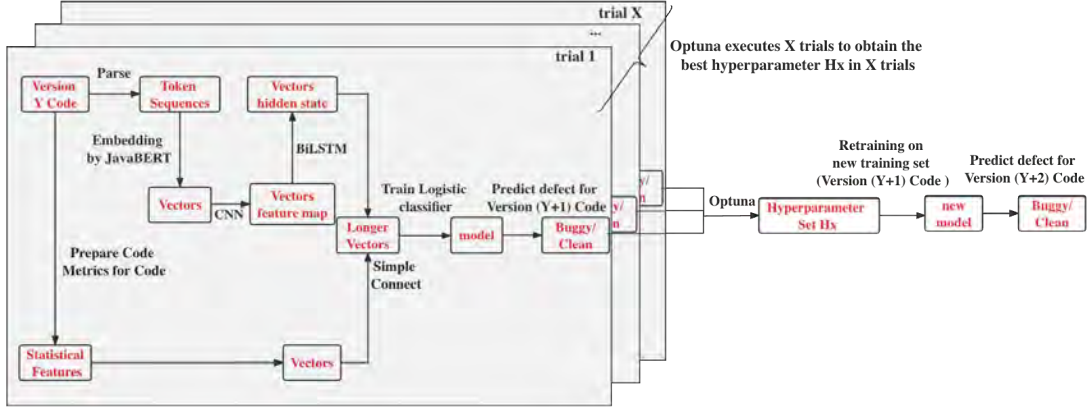 trial X
...
trial 1
Optuna executes X trials to obtain the
best hyperparameter Hx in X trials
Version
Y Code
Parse
Token
Sequences
Vectors
hidden state
Embedding
by JavaBERT
BiLSTM
Vectors
CNN
Vectors
feature map
Longer
Vectors
Train Logistic
classifier
model
Predict defect for
Version (Y+1) Code
Buggy/
Clean
y/
n
y/
n
Optuna
Hyperparameter
Set Hx
Retraining on
new training set
(Version (Y+1) Code )
new
model
Predict defect for
Version (Y+2) Code
Buggy/
Clean
Prepare Code
Metrics for Code
Simple
Connect
Statistical
Features
Vectors